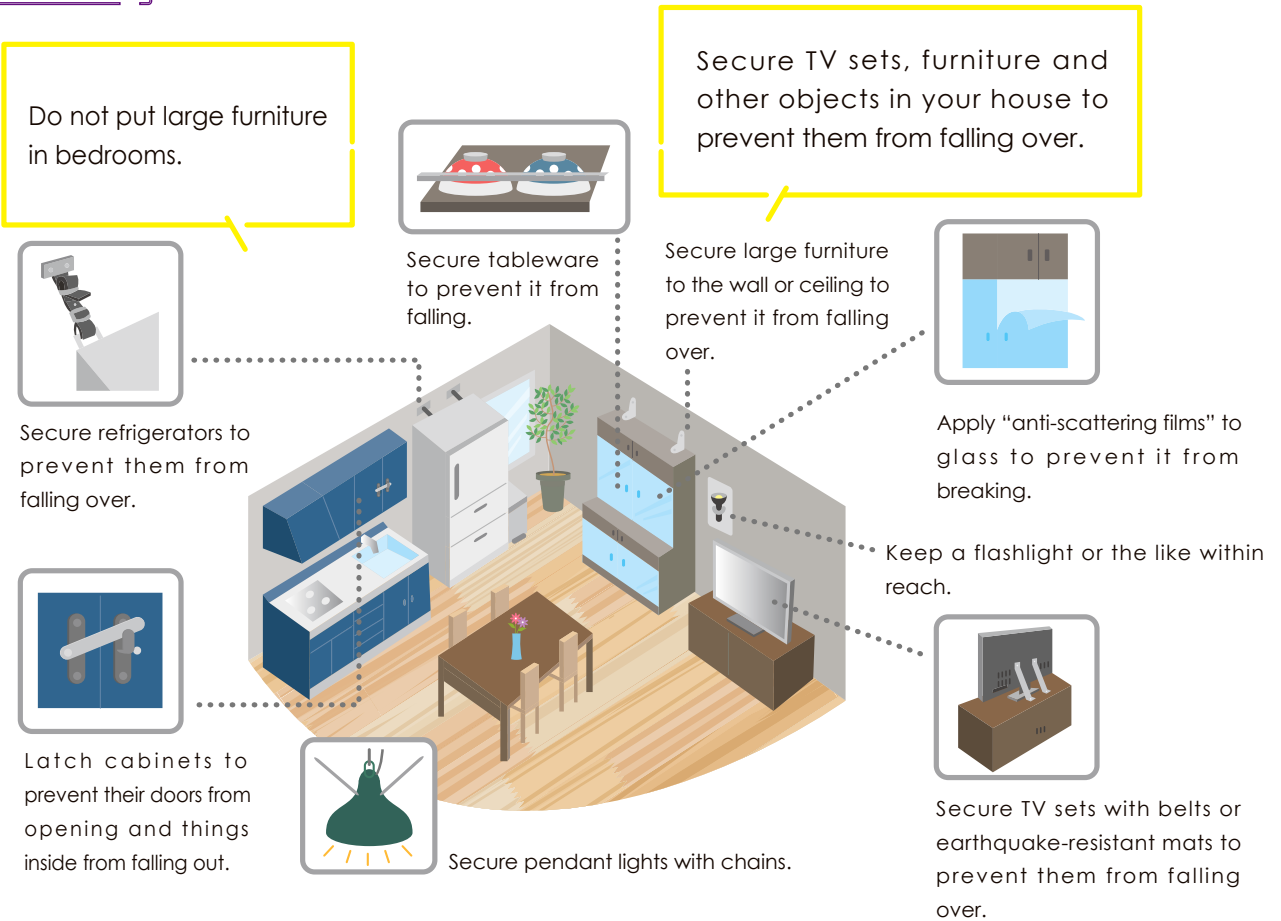 Do not put large furniture
in bedrooms.
Secure TV sets, furniture and
other objects in your house to
prevent them from falling over.
Secure tableware
to prevent it from
falling.
Secure large furniture
to the wall or ceiling to
prevent it from falling
over.
Secure refrigerators to
prevent them from
falling over.
Apply “anti-scattering films” to
glass to prevent it from
breaking.
Keep a flashlight or the like within
reach.
Latch cabinets to
prevent their doors from
opening and things
inside from falling out.
Secure pendant lights with chains.
Secure TV sets with belts or
earthquake-resistant mats to
prevent them from falling
over.